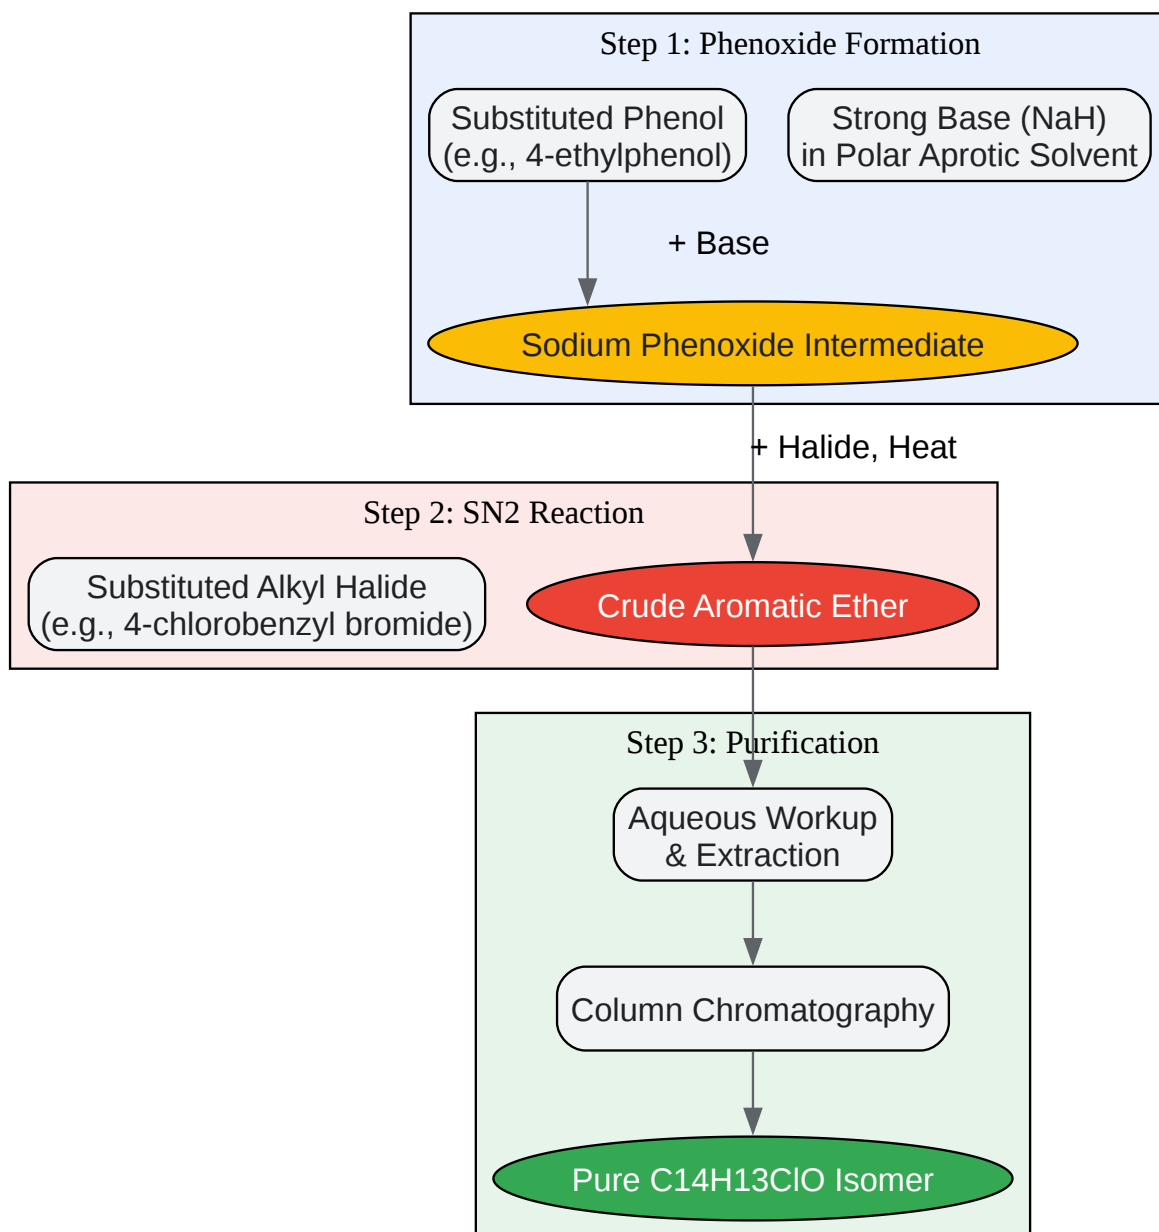 Step 1: Phenoxide Formation
Substituted Phenol
(e.g., 4-ethylphenol)
Strong Base (NaH)
in Polar Aprotic Solvent
+ Base
Sodium Phenoxide Intermediate
+ Halide, Heat
Step 2: SN2 Reaction
Substituted Alkyl Halide
(e.g., 4-chlorobenzyl bromide)
Crude Aromatic Ether
Step 3: Purification
Aqueous Workup
& Extraction
Column Chromatography
Pure C14H13ClO Isomer